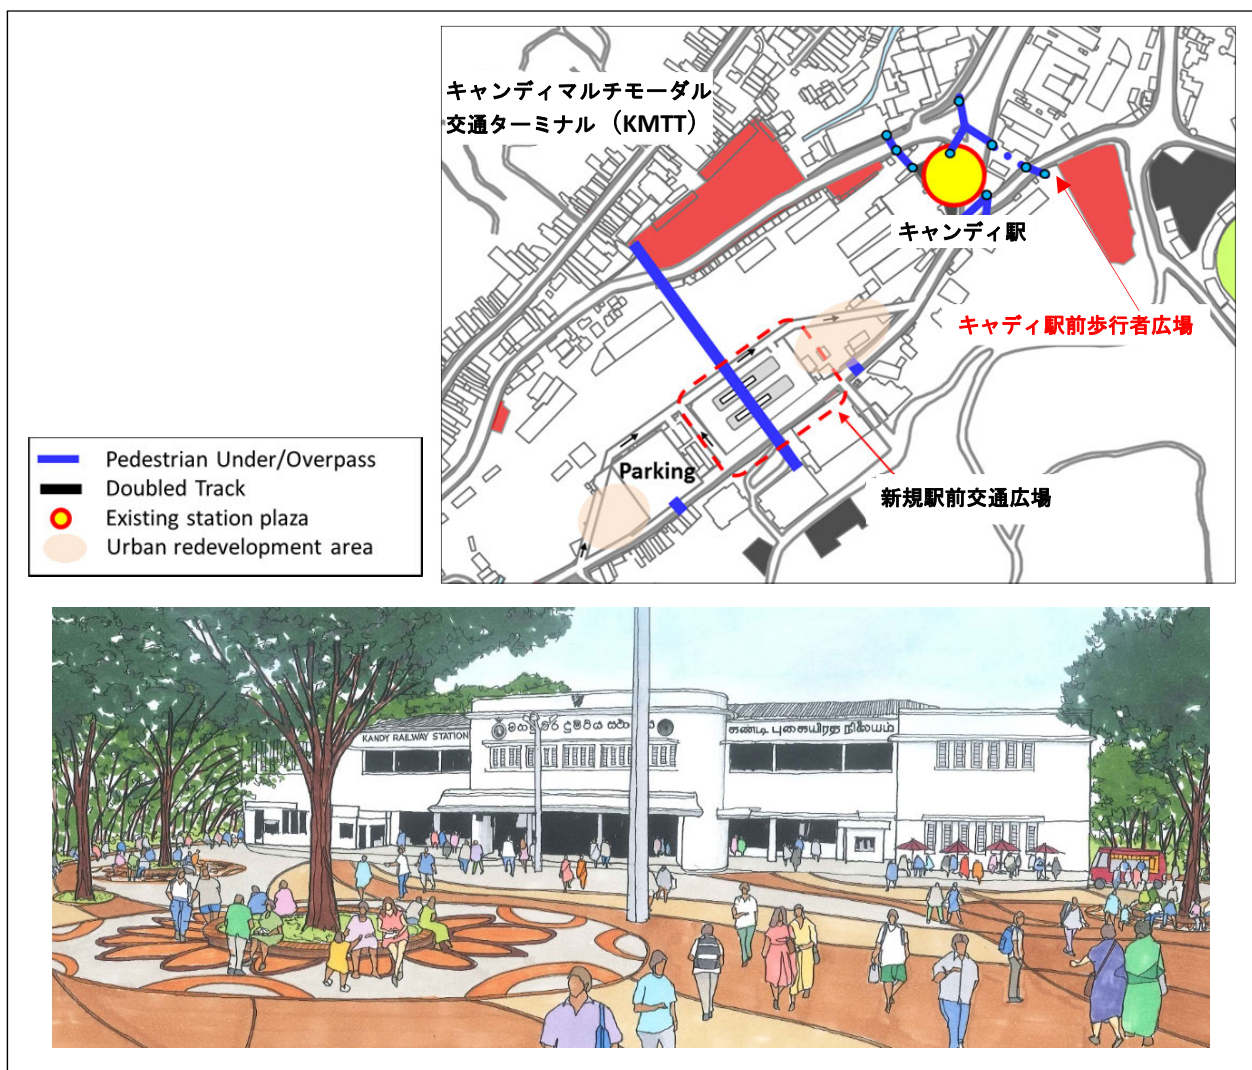 キャンディマルチモーダル
交通ターミナル（KMTT）
キャンディ駅
キャディ駅前歩行者広場
Parking
新規駅前交通広場
Pedestrian Under/Overpass
Doubled Track
Existing station plaza
Urban redevelopment area
KANDY RAILWAY STATION
கண்டி புகையிரத நிலையம்